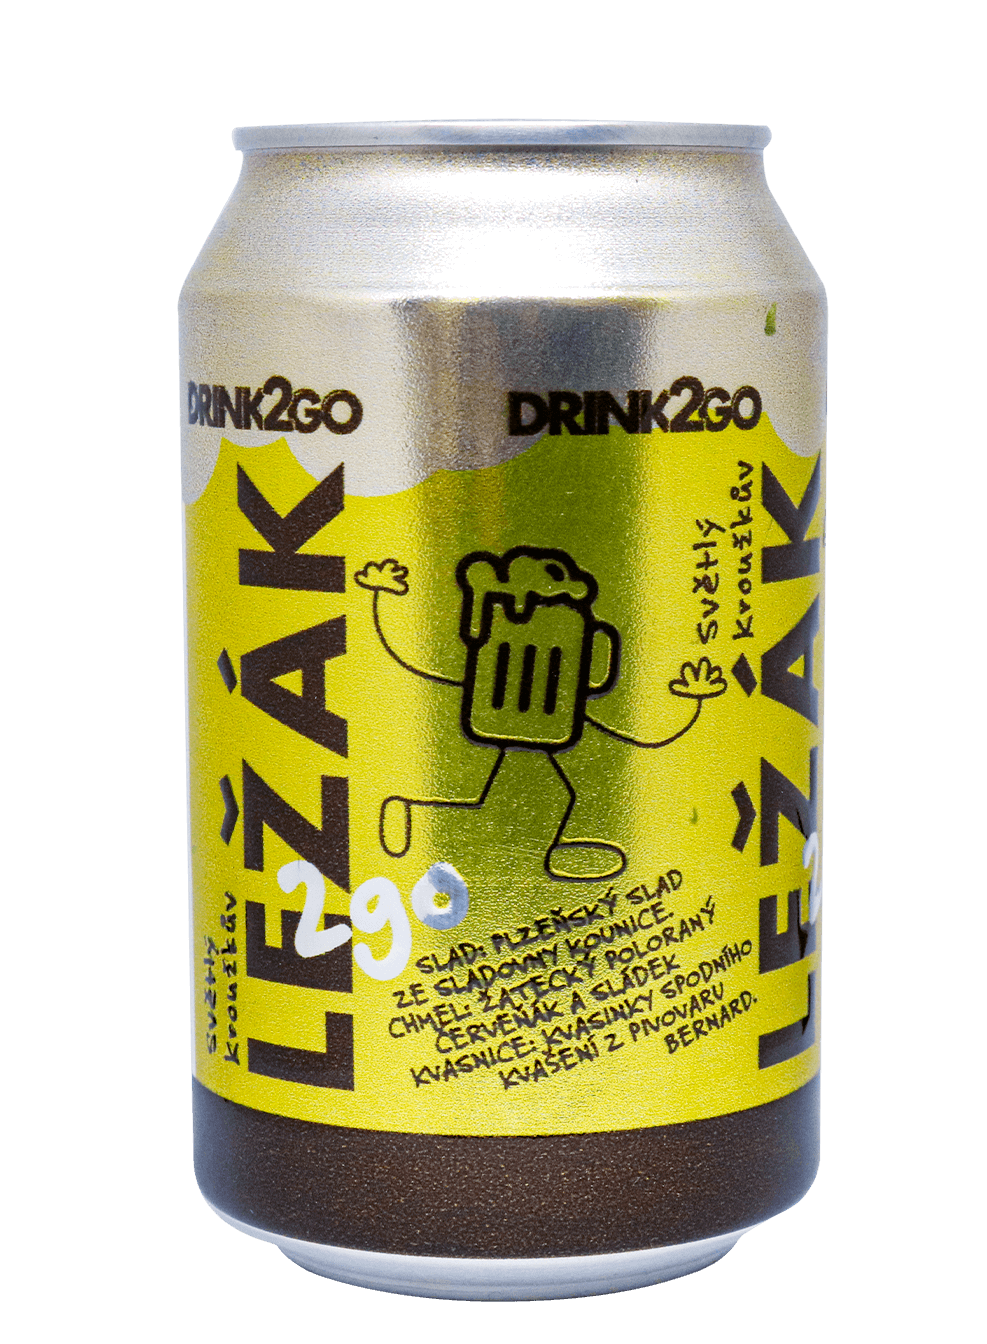 DRINK2GO
DRINK2GO
světlý
kroužkův
LEŽÁK
2go
světlý
kroužkův
LEŽÁK
2
SLAD: PLZEŇSKÝ SLAD
ZE SLADOVNY KOUNICE.
CHMEL: ŽATECKÝ POLORANÝ
ČERVEŇÁK A SLÁDEK
KVASNICE: KVASINKY SPODNÍHO
KVAŠENÍ Z PIVOVARU
BERNARD.